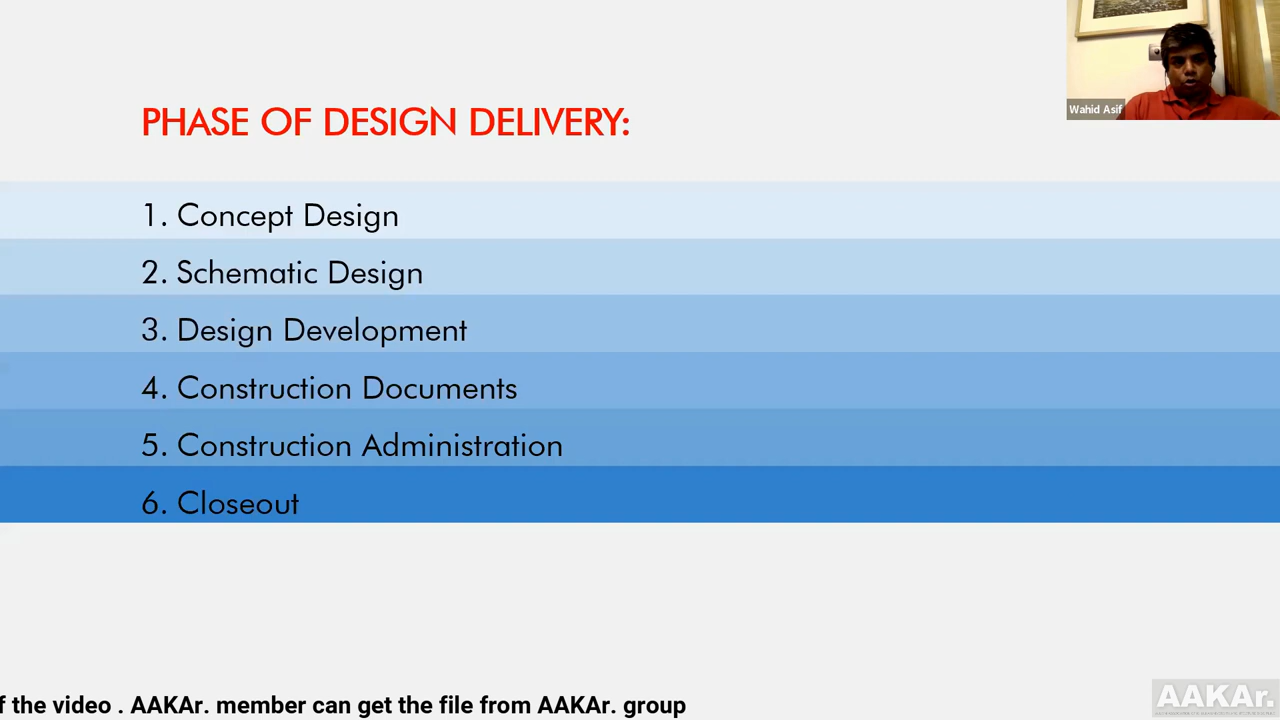 PHASE OF DESIGN DELIVERY:
Wahid Asif
1. Concept Design
2. Schematic Design
3. Design Development
4. Construction Documents
5. Construction Administration
6. Closeout
f the video . AAKAr. member can get the file from AAKAr. group
AAKAr.